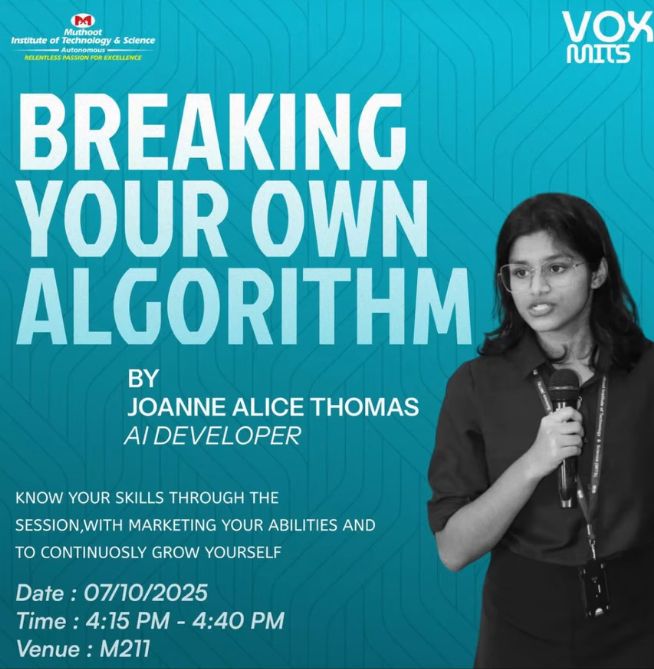 Muthoot
Institute of Technology & Science
Autonomous
RELENTLESS PASSION FOR EXCELLENCE
VOX
MITS
BREAKING
YOUR OWN
ALGORITHM
BY
JOANNE ALICE THOMAS
AI DEVELOPER
KNOW YOUR SKILLS THROUGH THE
SESSION,WITH MARKETING YOUR ABILITIES AND
TO CONTINUOSLY GROW YOURSELF
Date : 07/10/2025
Time : 4:15 PM - 4:40 PM
Venue : M211